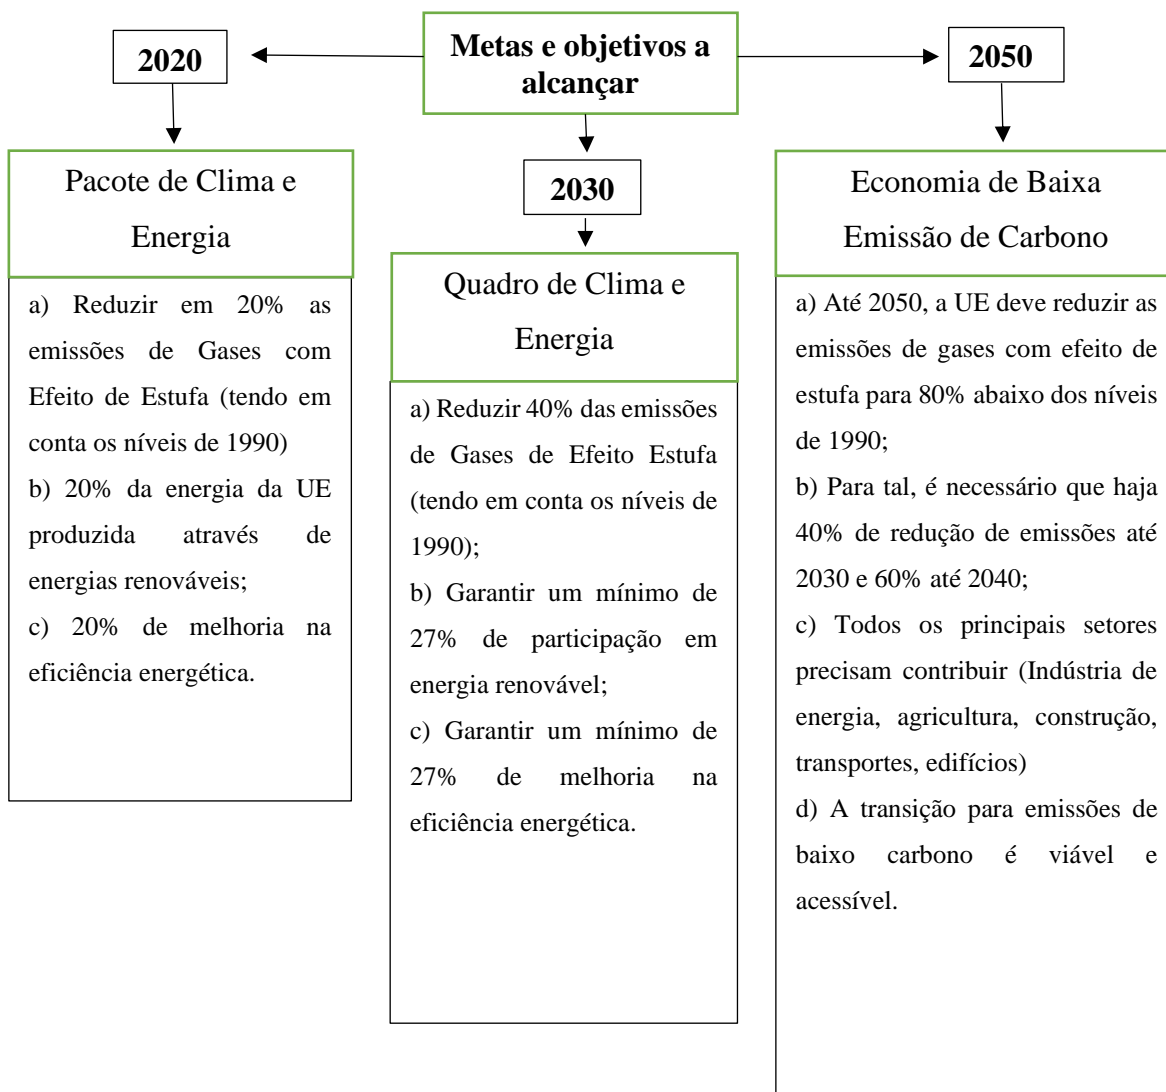 Metas e objetivos a
alcançar
2020
Pacote de Clima e
Energia
a) Reduzir em 20% as
emissões de Gases com
Efeito de Estufa (tendo em
conta os níveis de 1990)
b) 20% da energia da UE
produzida através de
energias renováveis;
c) 20% de melhoria na
eficiência energética.
2030
Quadro de Clima e
Energia
a) Reduzir 40% das emissões
de Gases de Efeito Estufa
(tendo em conta os níveis de
1990);
b) Garantir um mínimo de
27% de participação em
energia renovável;
c) Garantir um mínimo de
27% de melhoria na
eficiência energética.
2050
Economia de Baixa
Emissão de Carbono
a) Até 2050, a UE deve reduzir as
emissões de gases com efeito de
estufa para 80% abaixo dos níveis
de 1990;
b) Para tal, é necessário que haja
40% de redução de emissões até
2030 e 60% até 2040;
c) Todos os principais setores
precisam contribuir (Indústria de
energia, agricultura, construção,
transportes, edifícios)
d) A transição para emissões de
baixo carbono é viável e
acessível.